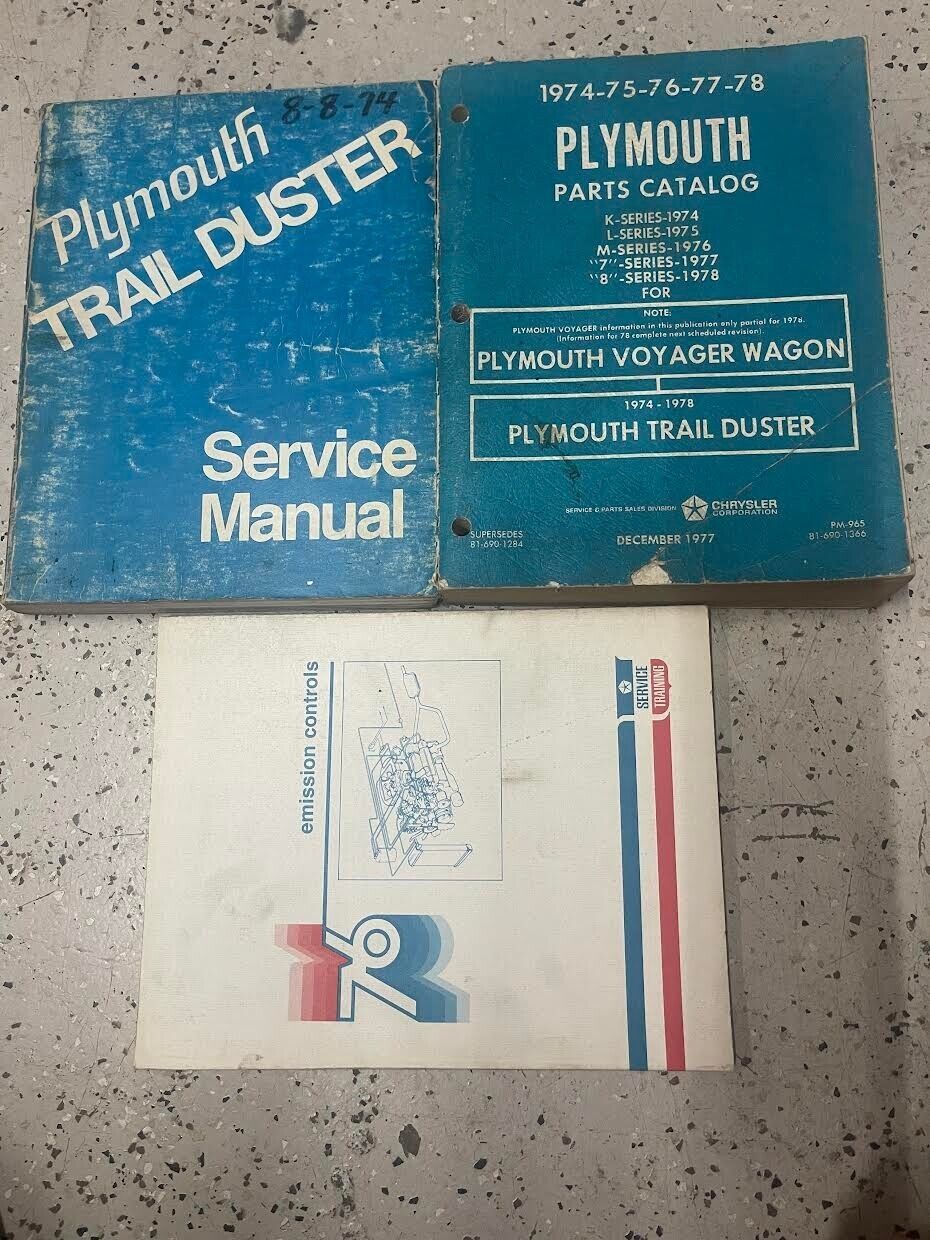 8-8-74
Plymouth
TRAIL DUSTER
Service
Manual
1974-75-76-77-78
PLYMOUTH
PARTS CATALOG
K-SERIES-1974
L-SERIES-1975
M-SERIES-1976
"7"-SERIES-1977
"8"-SERIES-1978
FOR
NOTE:
PLYMOUTH VOYAGER information in this publication only partial for 1978.
(Information for 78 complete next scheduled revision).
PLYMOUTH VOYAGER WAGON
1974-1978
PLYMOUTH TRAIL DUSTER
SERVICE & PARTS SALES DIVISION
CHRYSLER
CORPORATION
SUPERSEDES
81-690-1284
DECEMBER 1977
PM-965
81-690-1366
SERVICE
TRAINING
emission controls
76